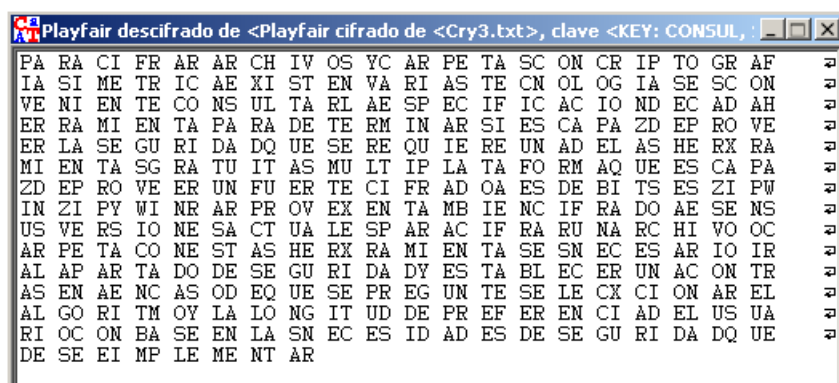 Playfair descifrado de <Playfair cifrado de <Cry3.txt>, clave <KEY: CONSUL,
PA RA CI FR AR AR CH IV OS YC AR PE TA SC ON CR IP TO GR AF
IA SI ME TR IC AE XI ST EN VA RI AS TE CN OL OG IA SE SC ON
VE NI EN TE CO NS UL TA RL AE SP EC IF IC AC IO ND EC AD AH
ER RA MI EN TA PA RA DE TE RM IN AR SI ES CA PA ZD EP RO VE
ER LA SE GU RI DA DQ UE SE RE QU IE RE UN AD EL AS HE RX RA
MI EN TA SG RA TU IT AS MU LT IP LA TA FO RM AQ UE ES CA PA
ZD EP RO VE ER UN FU ER TE CI FR AD OA ES DE BI TS ES ZI PW
IN ZI PY WI NR AR PR OV EX EN TA MB IE NC IF RA DO AE SE NS
US VE RS IO NE SA CT UA LE SP AR AC IF RA RU NA RC HI VO OC
AR PE TA CO NE ST AS HE RX RA MI EN TA SE SN EC ES AR IO IR
AL AP AR TA DO DE SE GU RI DA DY ES TA BL EC ER UN AC ON TR
AS EN AE NC AS OD EQ UE SE PR EG UN TE SE LE CX CI ON AR EL
AL GO RI TM OY LA LO NG IT UD DE PR EF ER EN CI AD EL US UA
RI OC ON BA SE EN LA SN EC ES ID AD ES DE SE GU RI DA DQ UE
DE SE EI MP LE ME NT AR